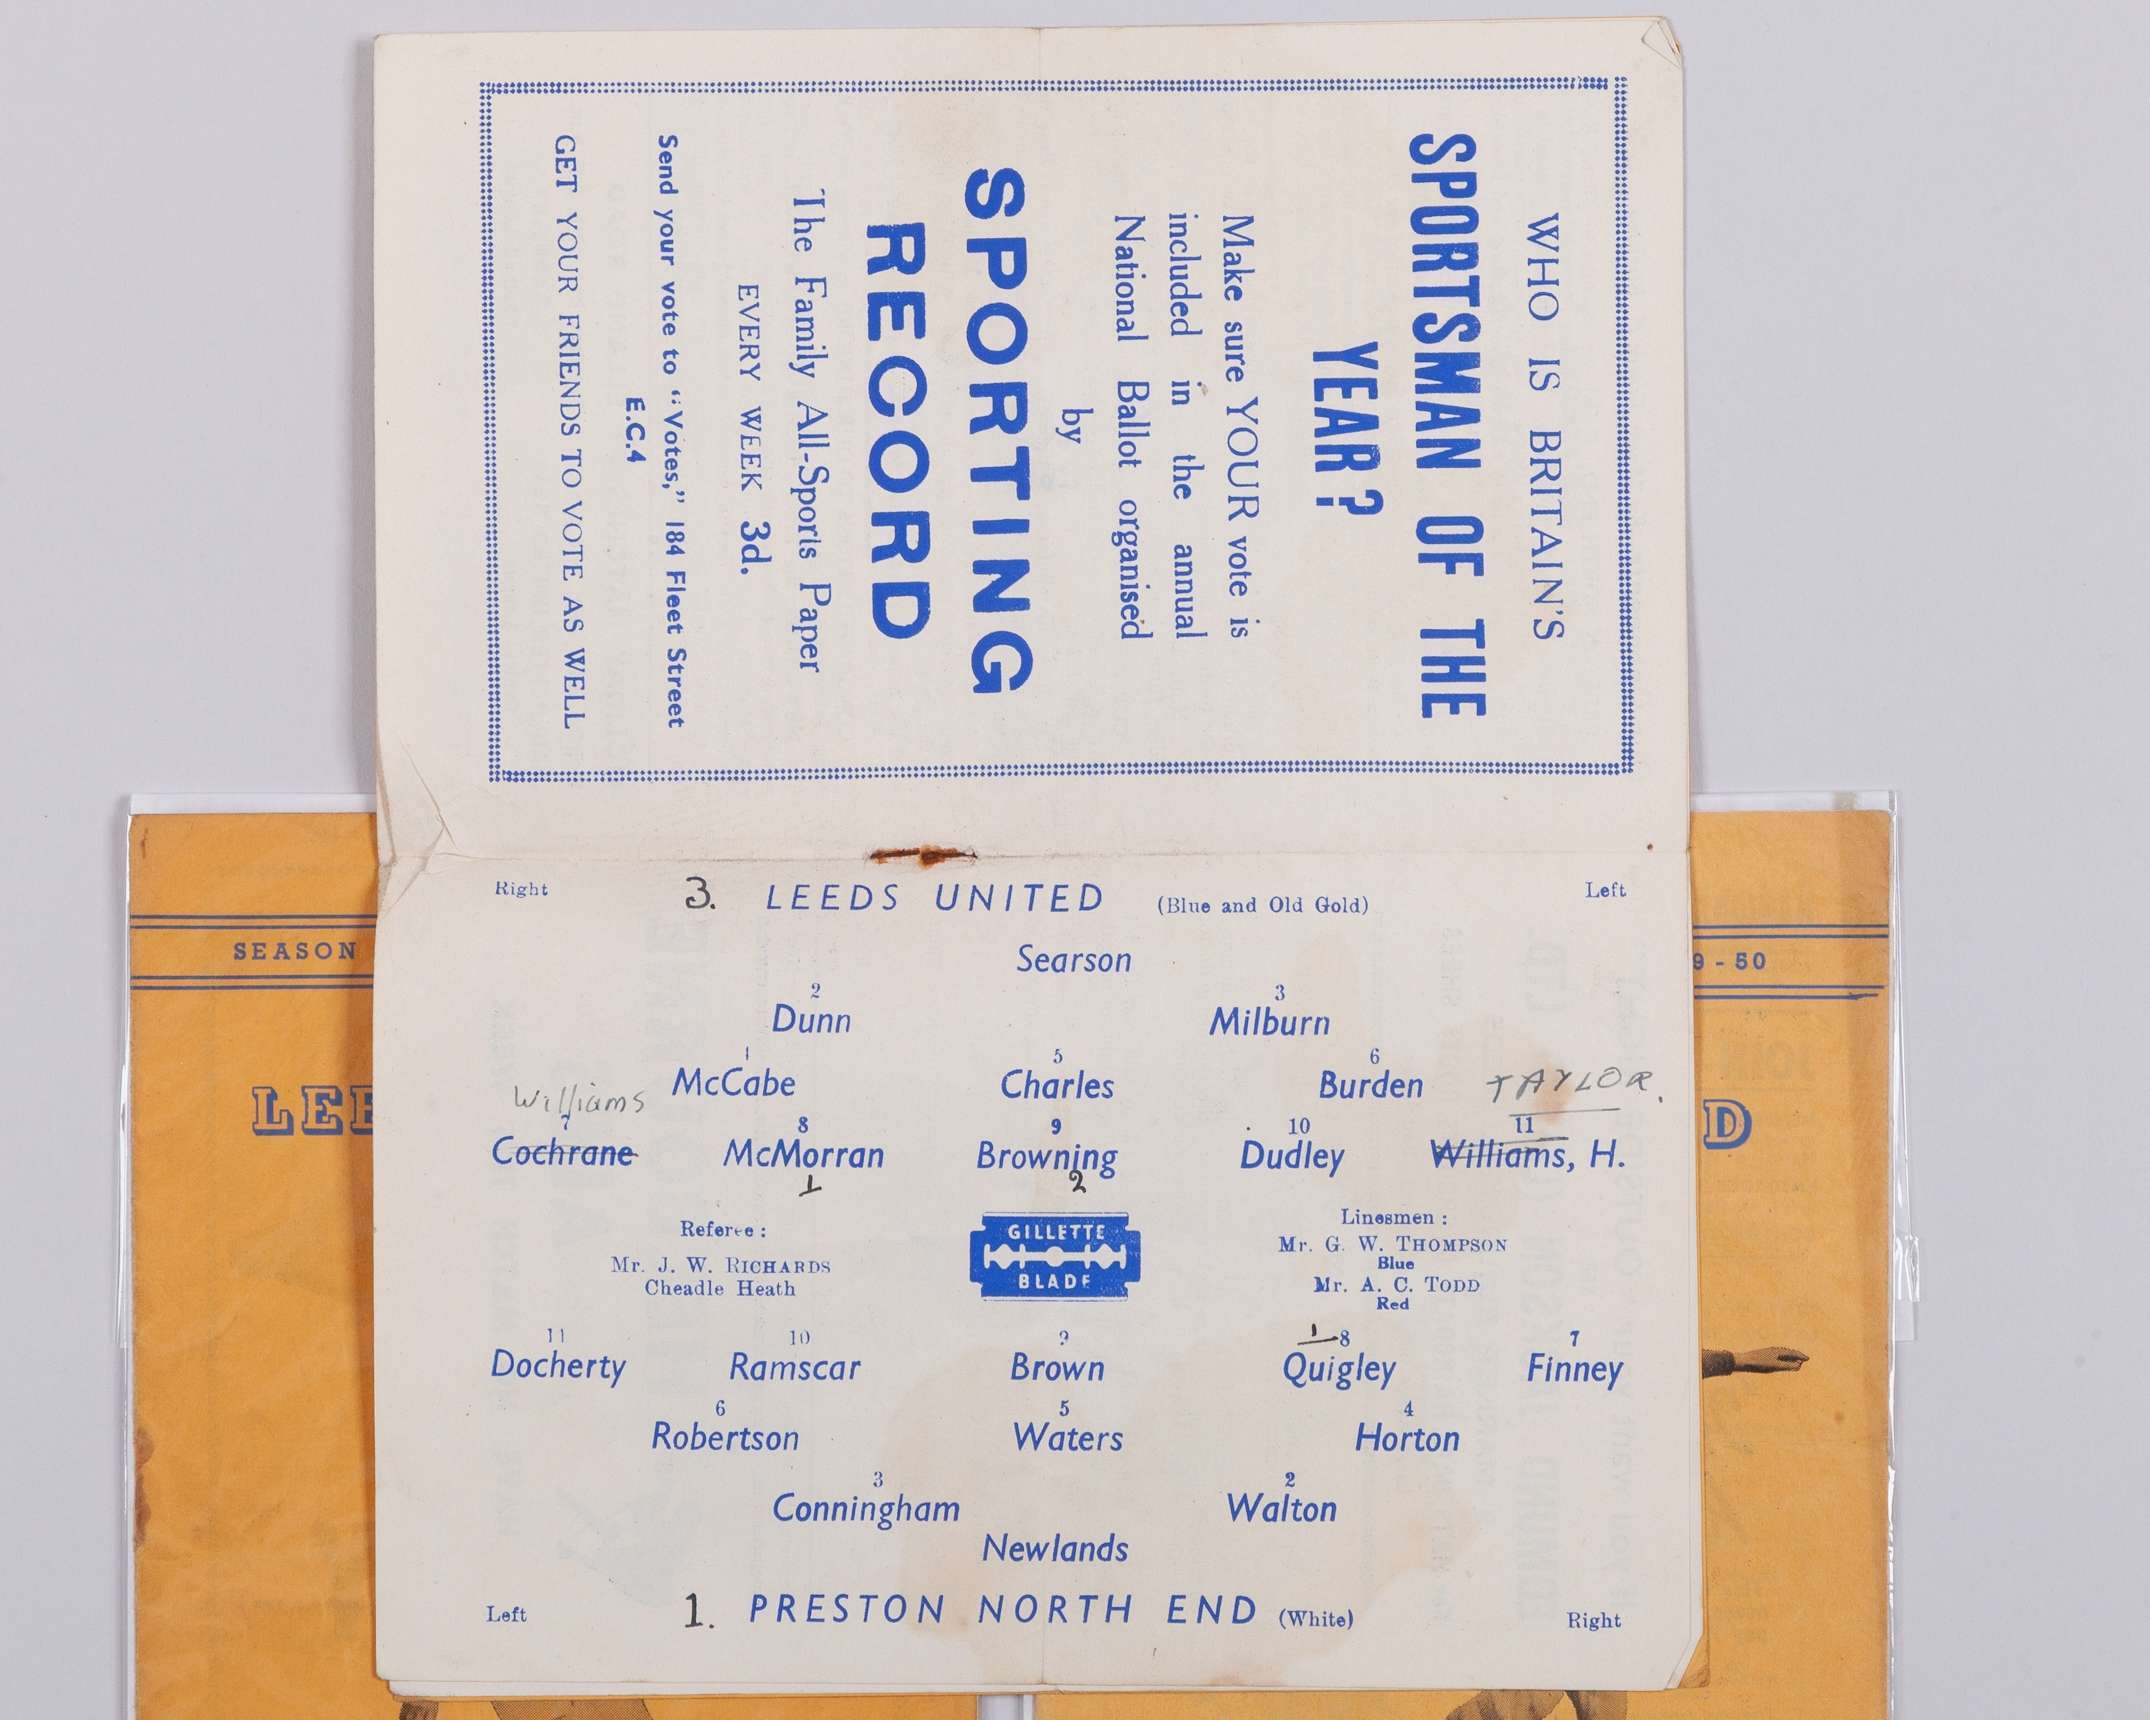 WHO IS BRITAIN'S
SPORTSMAN OF THE
YEAR?
Make sure YOUR vote is
included in the annual
National Ballot organised
by
SPORTING
RECORD
The Family All-Sports Paper
EVERY WEEK 3d.
Send your vote to "Votes," 184 Fleet Street
E.C.4
GET YOUR FRIENDS TO VOTE AS WELL
Right 3. LEEDS UNITED (Blue and Old Gold) Left
Searson
2 3
Dunn Milburn
4 5 6
McCabe Charles Burden
Williams TAYLOR.
7 8 9 10 11
Cochrane McMorran Browning Dudley Williams, H.
1 2
Referee:
Mr. J. W. RICHARDS
Cheadle Heath
GILLETTE
BLADE
Linesmen:
Mr. G. W. THOMPSON
Blue
Mr. A. C. TODD
Red
11 10 9 1 8 7
Docherty Ramscar Brown Quigley Finney
6 5 4
Robertson Waters Horton
3 2
Conningham Walton
Newlands
Left 1. PRESTON NORTH END (White) Right
SEASON
9-50
LEE
D